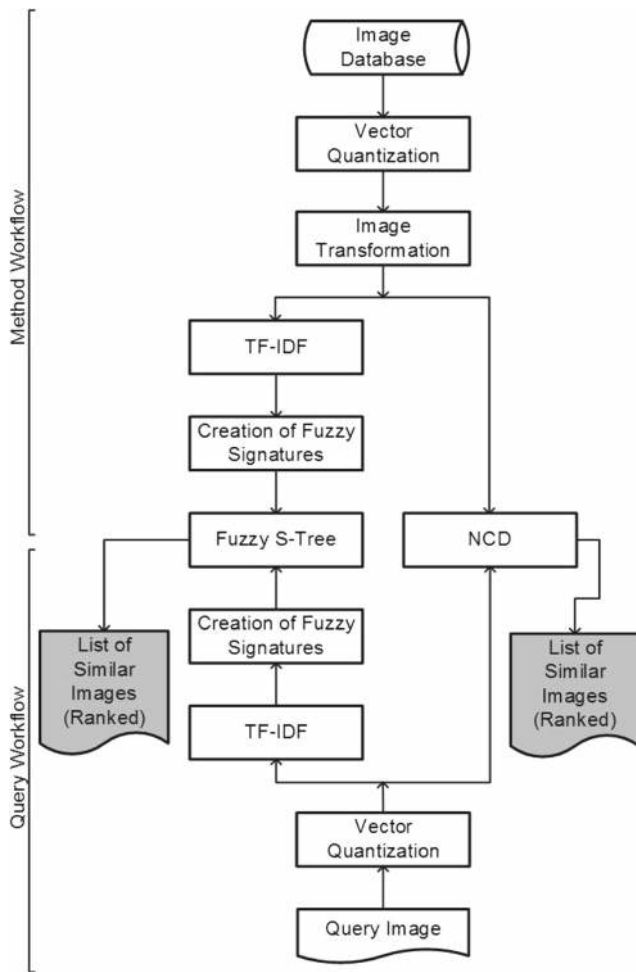 Method Workflow
Image
Database
Vector
Quantization
Image
Transformation
TF-IDF
Creation of Fuzzy
Signatures
Fuzzy S-Tree
NCD
Query Workflow
Creation of Fuzzy
Signatures
List of
Similar
Images
(Ranked)
List of
Similar
Images
(Ranked)
TF-IDF
Vector
Quantization
Query Image